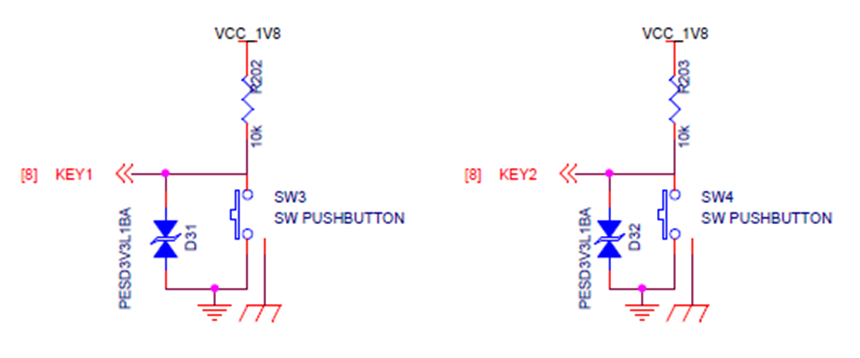 VCC_1V8
R202
10k
[8] KEY1
SW3
SW PUSHBUTTON
D31
PESD3V3L1BA
VCC_1V8
R203
10k
[8] KEY2
SW4
SW PUSHBUTTON
D32
PESD3V3L1BA